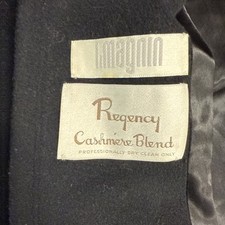 I.magnin
Regency
Cashmere Blend
PROFESSIONALLY DRY CLEAN ONLY